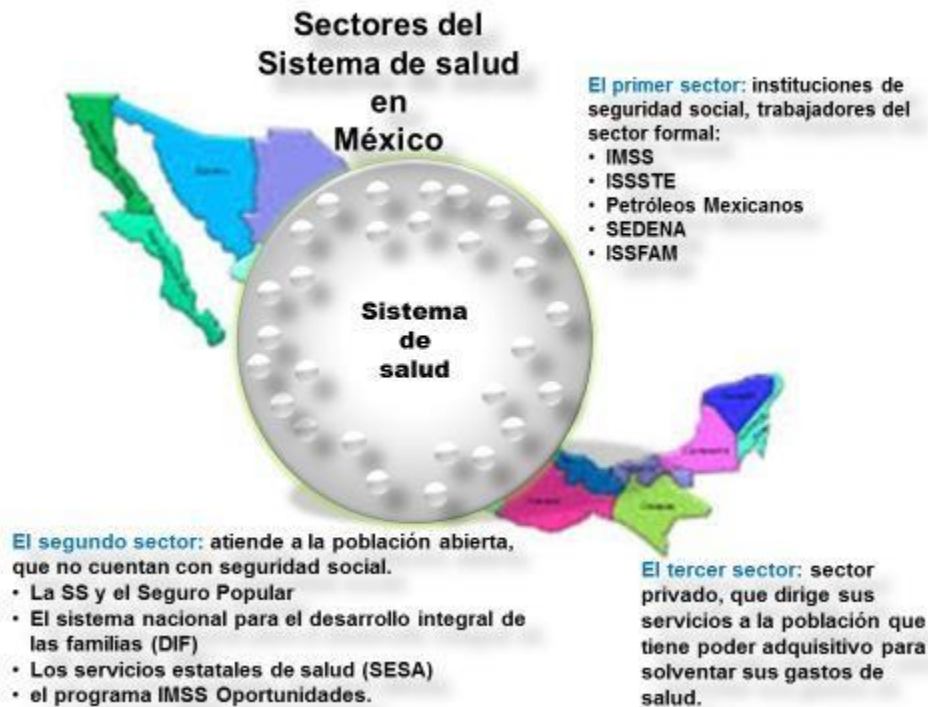 Sectores del
Sistema de salud
en
México
El primer sector: instituciones de
seguridad social, trabajadores del
sector formal:
• IMSS
• ISSSTE
• Petróleos Mexicanos
• SEDENA
• ISSFAM
Sistema
de
salud
El segundo sector: atiende a la población abierta,
que no cuentan con seguridad social.
• La SS y el Seguro Popular
• El sistema nacional para el desarrollo integral de
las familias (DIF)
• Los servicios estatales de salud (SESA)
• el programa IMSS Oportunidades.
El tercer sector: sector
privado, que dirige sus
servicios a la población que
tiene poder adquisitivo para
solventar sus gastos de
salud.